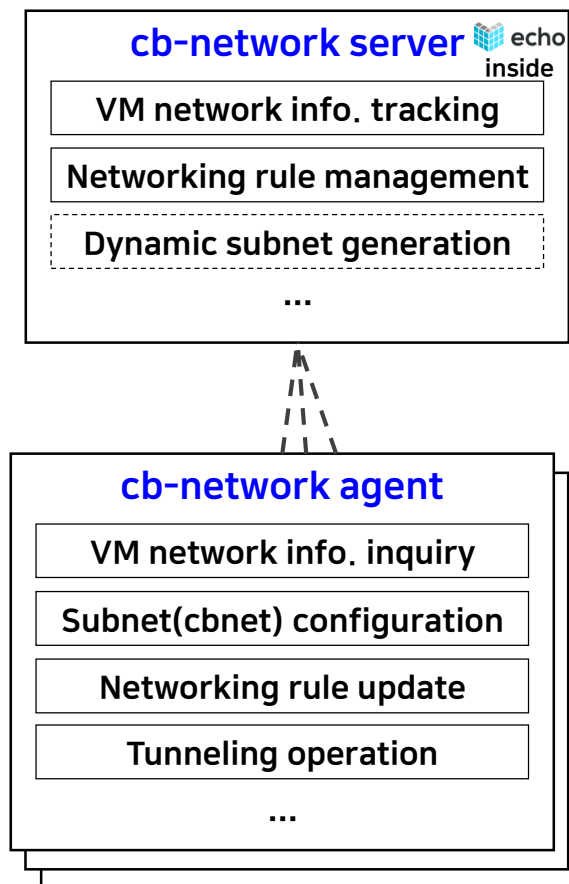 cb-network server echo
inside
VM network info. tracking
Networking rule management
Dynamic subnet generation
...
cb-network agent
VM network info. inquiry
Subnet(cbnet) configuration
Networking rule update
Tunneling operation
...